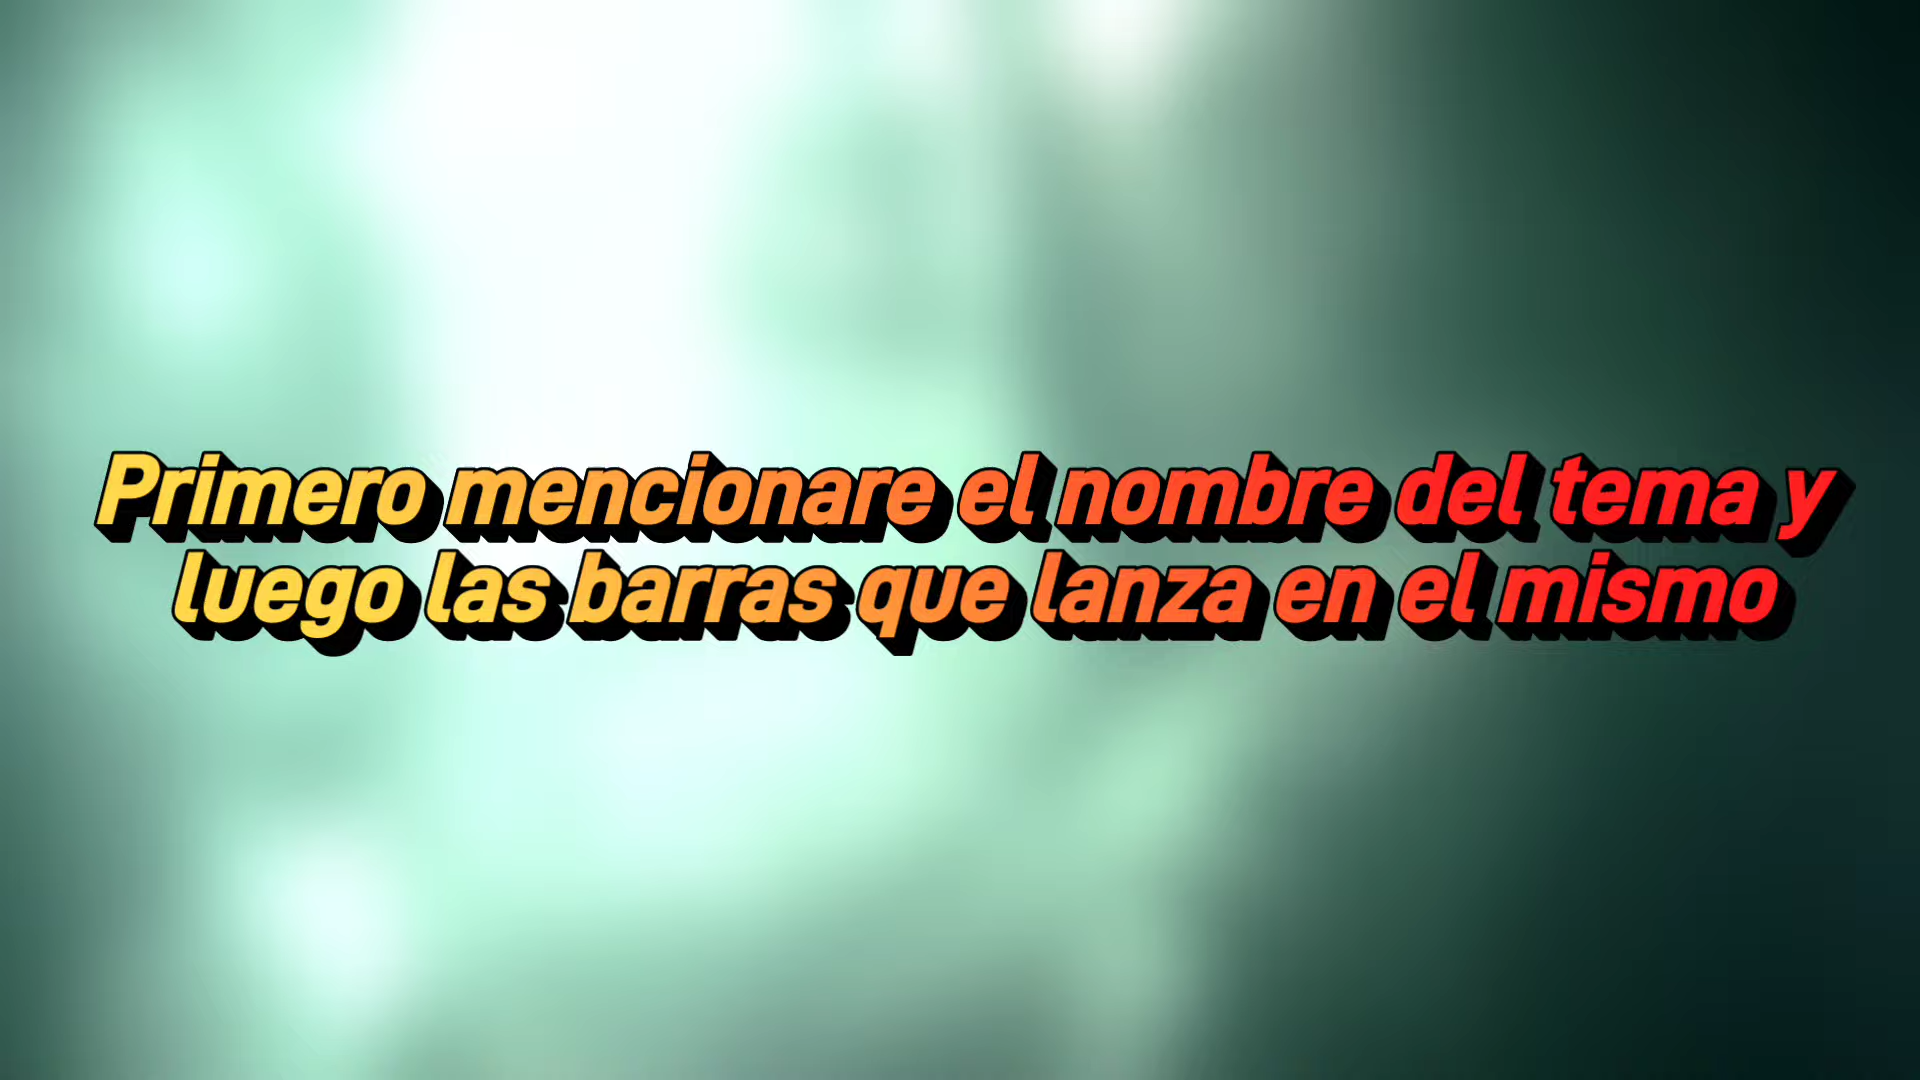 Primero mencionare el nombre del tema y
luego las barras que lanza en el mismo